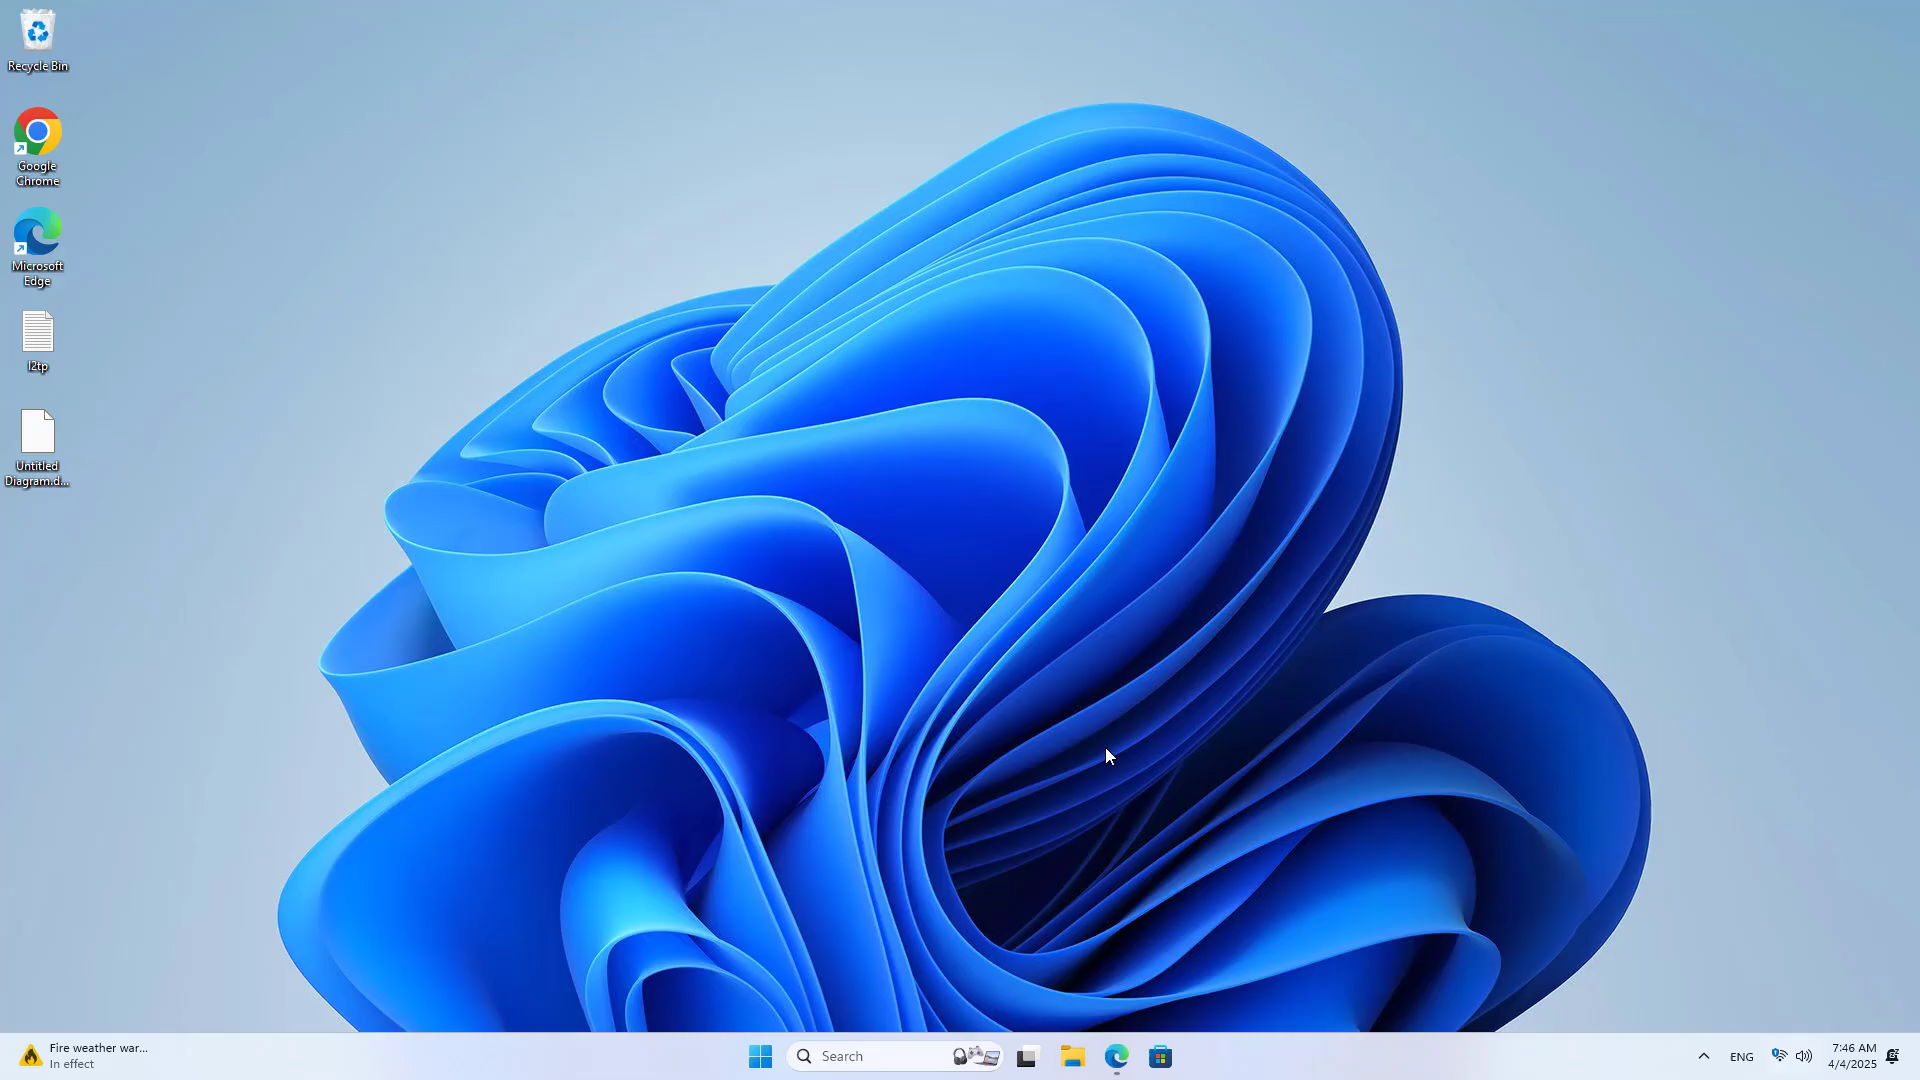 Recycle Bin
Google
Chrome
Microsoft
Edge
l2tp
Untitled
Diagram.d...
Fire weather war...
In effect
Search
ENG
7:46 AM
4/4/2025